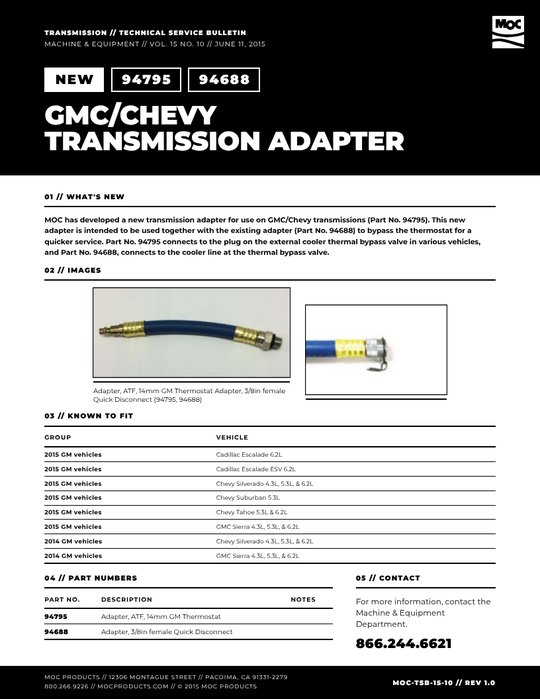 TRANSMISSION // TECHNICAL SERVICE BULLETIN
MACHINE & EQUIPMENT // VOL. 15 NO. 10 // JUNE 11, 2015
MOC
NEW 94795 94688
GMC/CHEVY
TRANSMISSION ADAPTER
01 // WHAT'S NEW
MOC has developed a new transmission adapter for use on GMC/Chevy transmissions (Part No. 94795). This new
adapter is intended to be used together with the existing adapter (Part No. 94688) to bypass the thermostat for a
quicker service. Part No. 94795 connects to the plug on the external cooler thermal bypass valve in various vehicles,
and Part No. 94688, connects to the cooler line at the thermal bypass valve.
02 // IMAGES
Adapter, ATF, 14mm GM Thermostat Adapter, 3/8in female
Quick Disconnect (94795, 94688)
03 // KNOWN TO FIT
GROUP VEHICLE
2015 GM vehicles Cadillac Escalade 6.2L
2015 GM vehicles Cadillac Escalade ESV 6.2L
2015 GM vehicles Chevy Silverado 4.3L, 5.3L, & 6.2L
2015 GM vehicles Chevy Suburban 5.3L
2015 GM vehicles Chevy Tahoe 5.3L & 6.2L
2015 GM vehicles GMC Sierra 4.3L, 5.3L, & 6.2L
2014 GM vehicles Chevy Silverado 4.3L, 5.3L, & 6.2L
2014 GM vehicles GMC Sierra 4.3L, 5.3L, & 6.2L
04 // PART NUMBERS
PART NO. DESCRIPTION NOTES
94795 Adapter, ATF, 14mm GM Thermostat
94688 Adapter, 3/8in female Quick Disconnect
05 // CONTACT
For more information, contact the
Machine & Equipment
Department.
866.244.6621
MOC PRODUCTS // 12306 MONTAGUE STREET // PACOIMA, CA 91331-2279
800.266.9226 // MOCPRODUCTS.COM // © 2015 MOC PRODUCTS
MOC-TSB-15-10 // REV 1.0